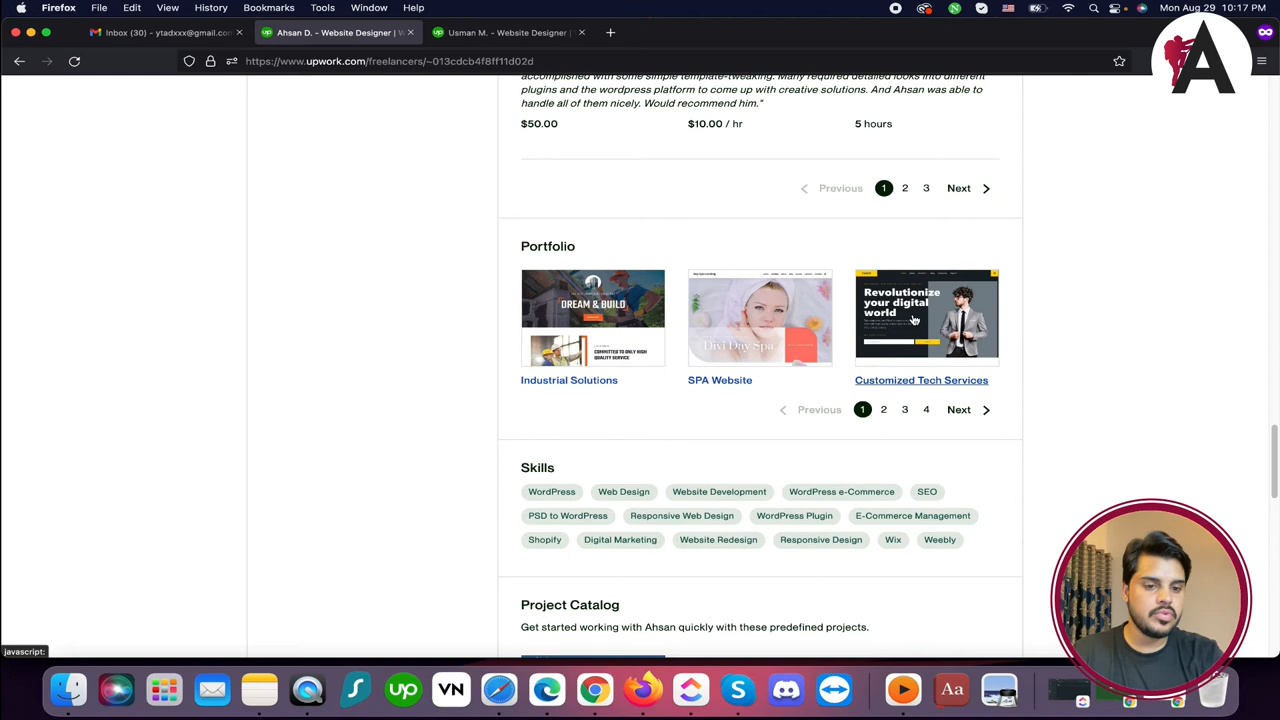 Firefox File Edit View History Bookmarks Tools Window Help
Mon Aug 29 10:17 PM
Inbox (30) - ytadxxx@gmail.com
Ahsan D. - Website Designer | W
Usman M. - Website Designer |
https://www.upwork.com/freelancers/~013cdcb4f8ff11d02d
A
accomplished with some simple template-tweaking. Many required detailed looks into different
plugins and the wordpress platform to come up with creative solutions. And Ahsan was able to
handle all of them nicely. Would recommend him."
$50.00 $10.00 / hr 5 hours
Previous 1 2 3 Next
Portfolio
DREAM & BUILD
COMMITTED TO ONLY HIGH
QUALITY SERVICE
Divi Day Spa
Revolutionize
your digital
world
Industrial Solutions SPA Website Customized Tech Services
Previous 1 2 3 4 Next
Skills
WordPress Web Design Website Development WordPress e-Commerce SEO
PSD to WordPress Responsive Web Design WordPress Plugin E-Commerce Management
Shopify Digital Marketing Website Redesign Responsive Design Wix Weebly
Project Catalog
Get started working with Ahsan quickly with these predefined projects.
javascript:
up VN Aa